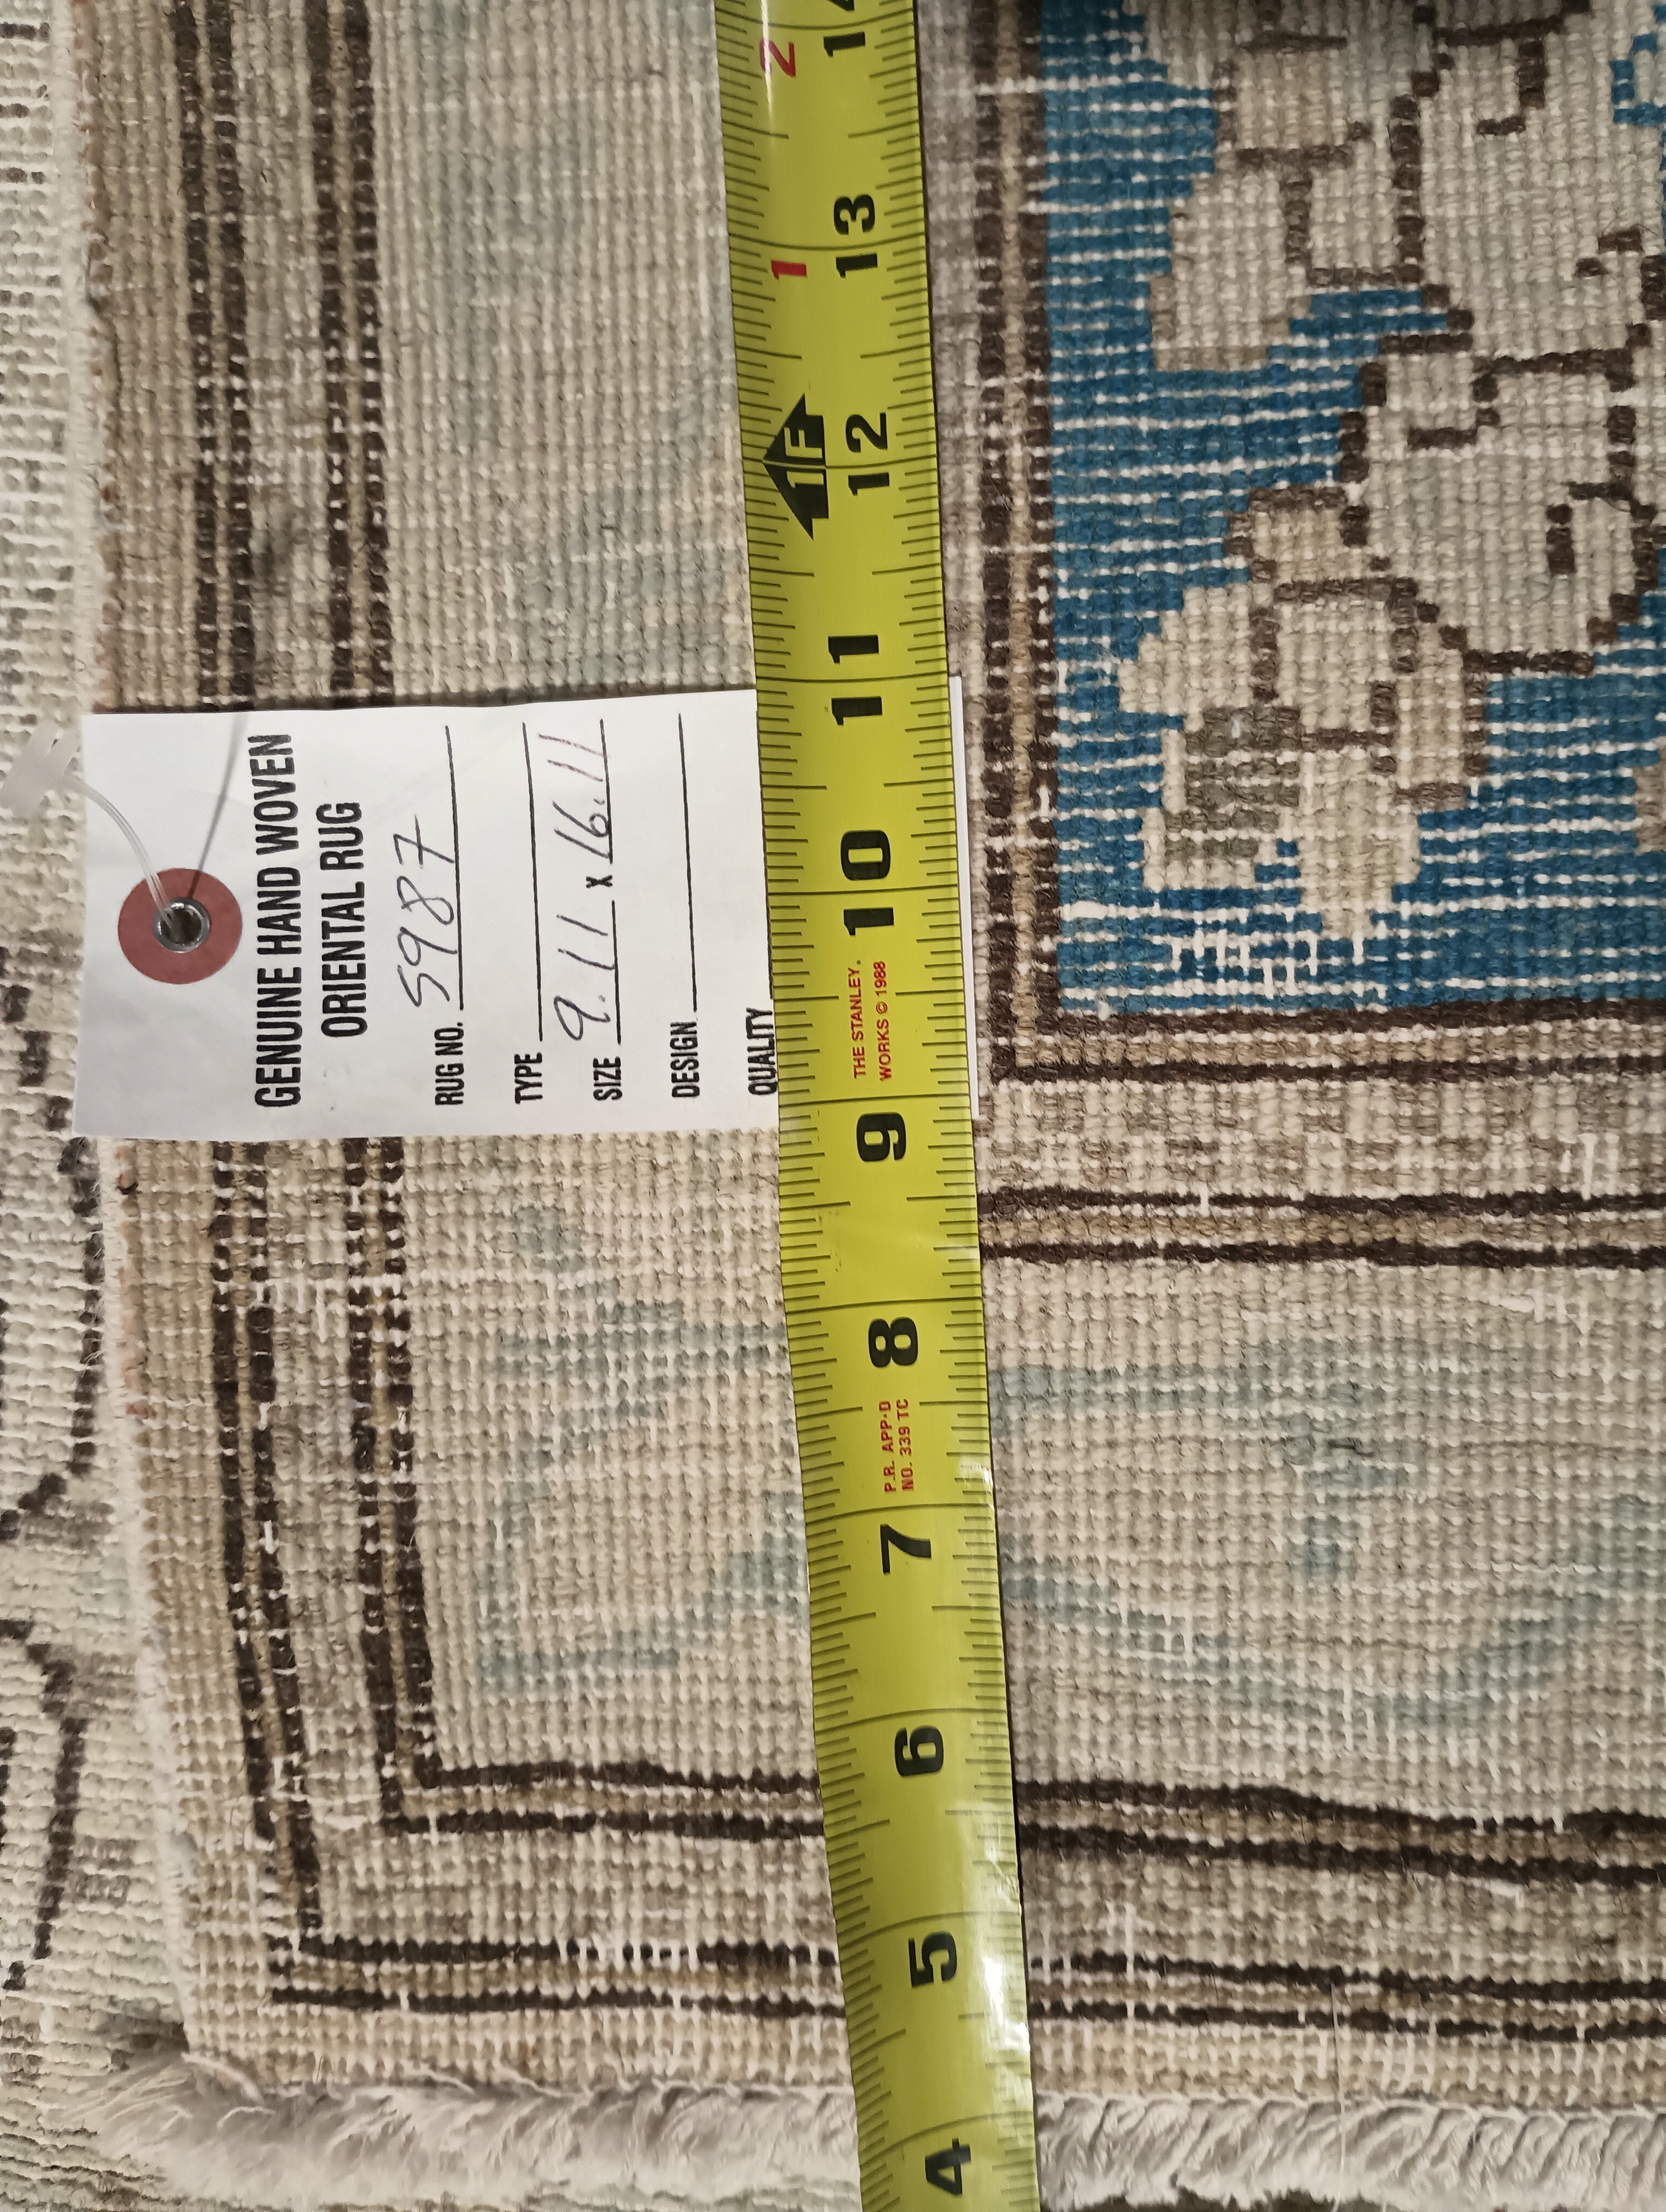 GENUINE HAND WOVEN
ORIENTAL RUG
RUG NO. 5987
TYPE
SIZE 9.11 x 16.11
DESIGN
QUALITY
4 5 6 7 8 9 10 11 12 13 14
1F 1 2
P.R. APP'D
NO. 339 TC
THE STANLEY
WORKS © 1988